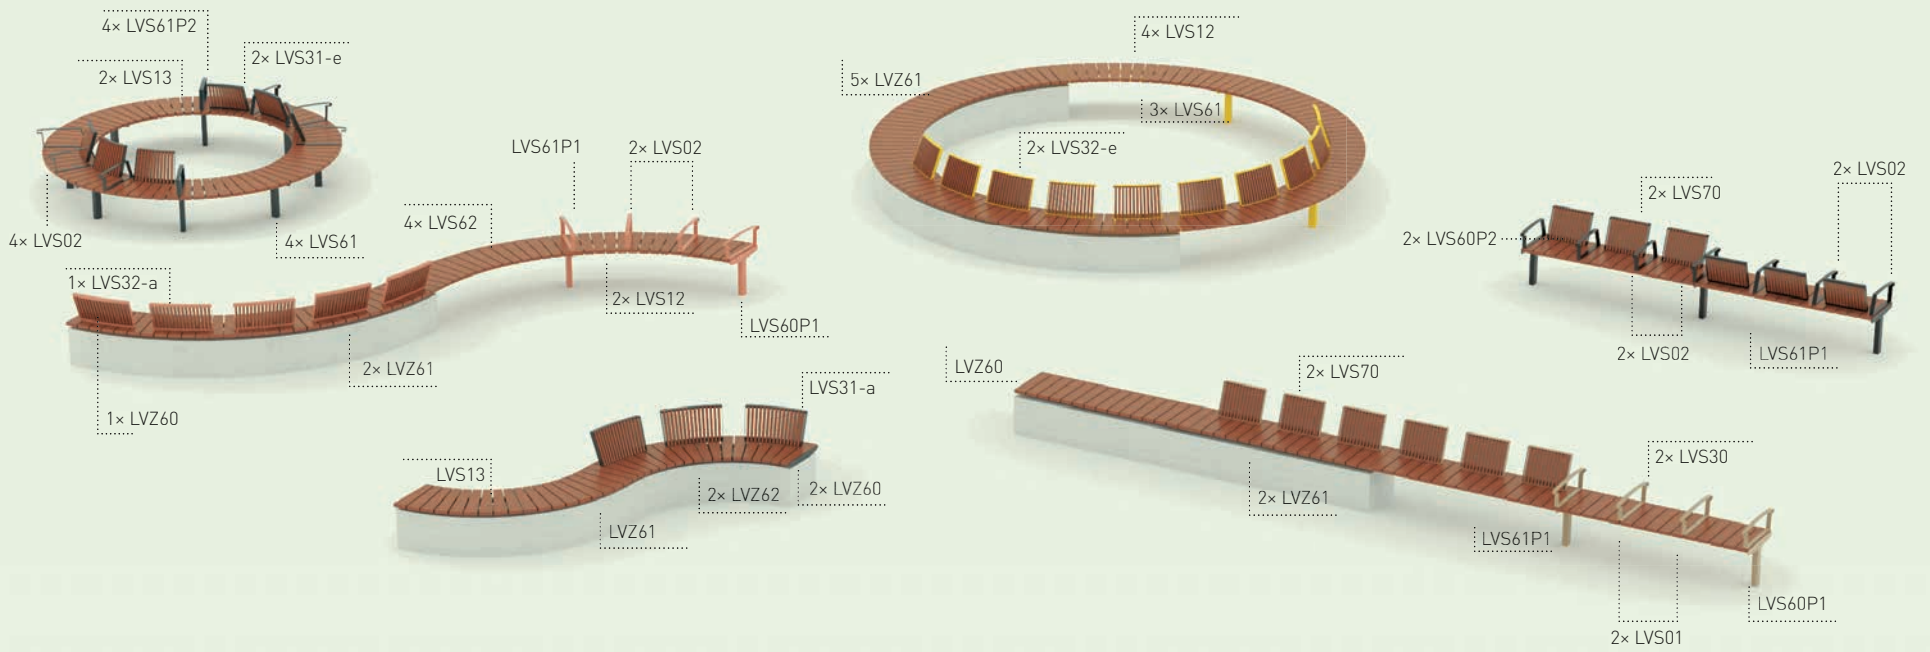 4× LVS61P2
2× LVS31-e
2× LVS13
4× LVS02
4× LVS61
LVS61P1
2× LVS02
4× LVS62
1× LVS32-a
2× LVS12
LVS60P1
2× LVZ61
1× LVZ60
LVS31-a
LVS13
2× LVZ62
2× LVZ60
LVZ61
4× LVS12
5× LVZ61
3× LVS61
2× LVS32-e
2× LVS02
2× LVS70
2× LVS60P2
2× LVS02
LVS61P1
LVZ60
2× LVS70
2× LVS30
2× LVZ61
LVS61P1
LVS60P1
2× LVS01